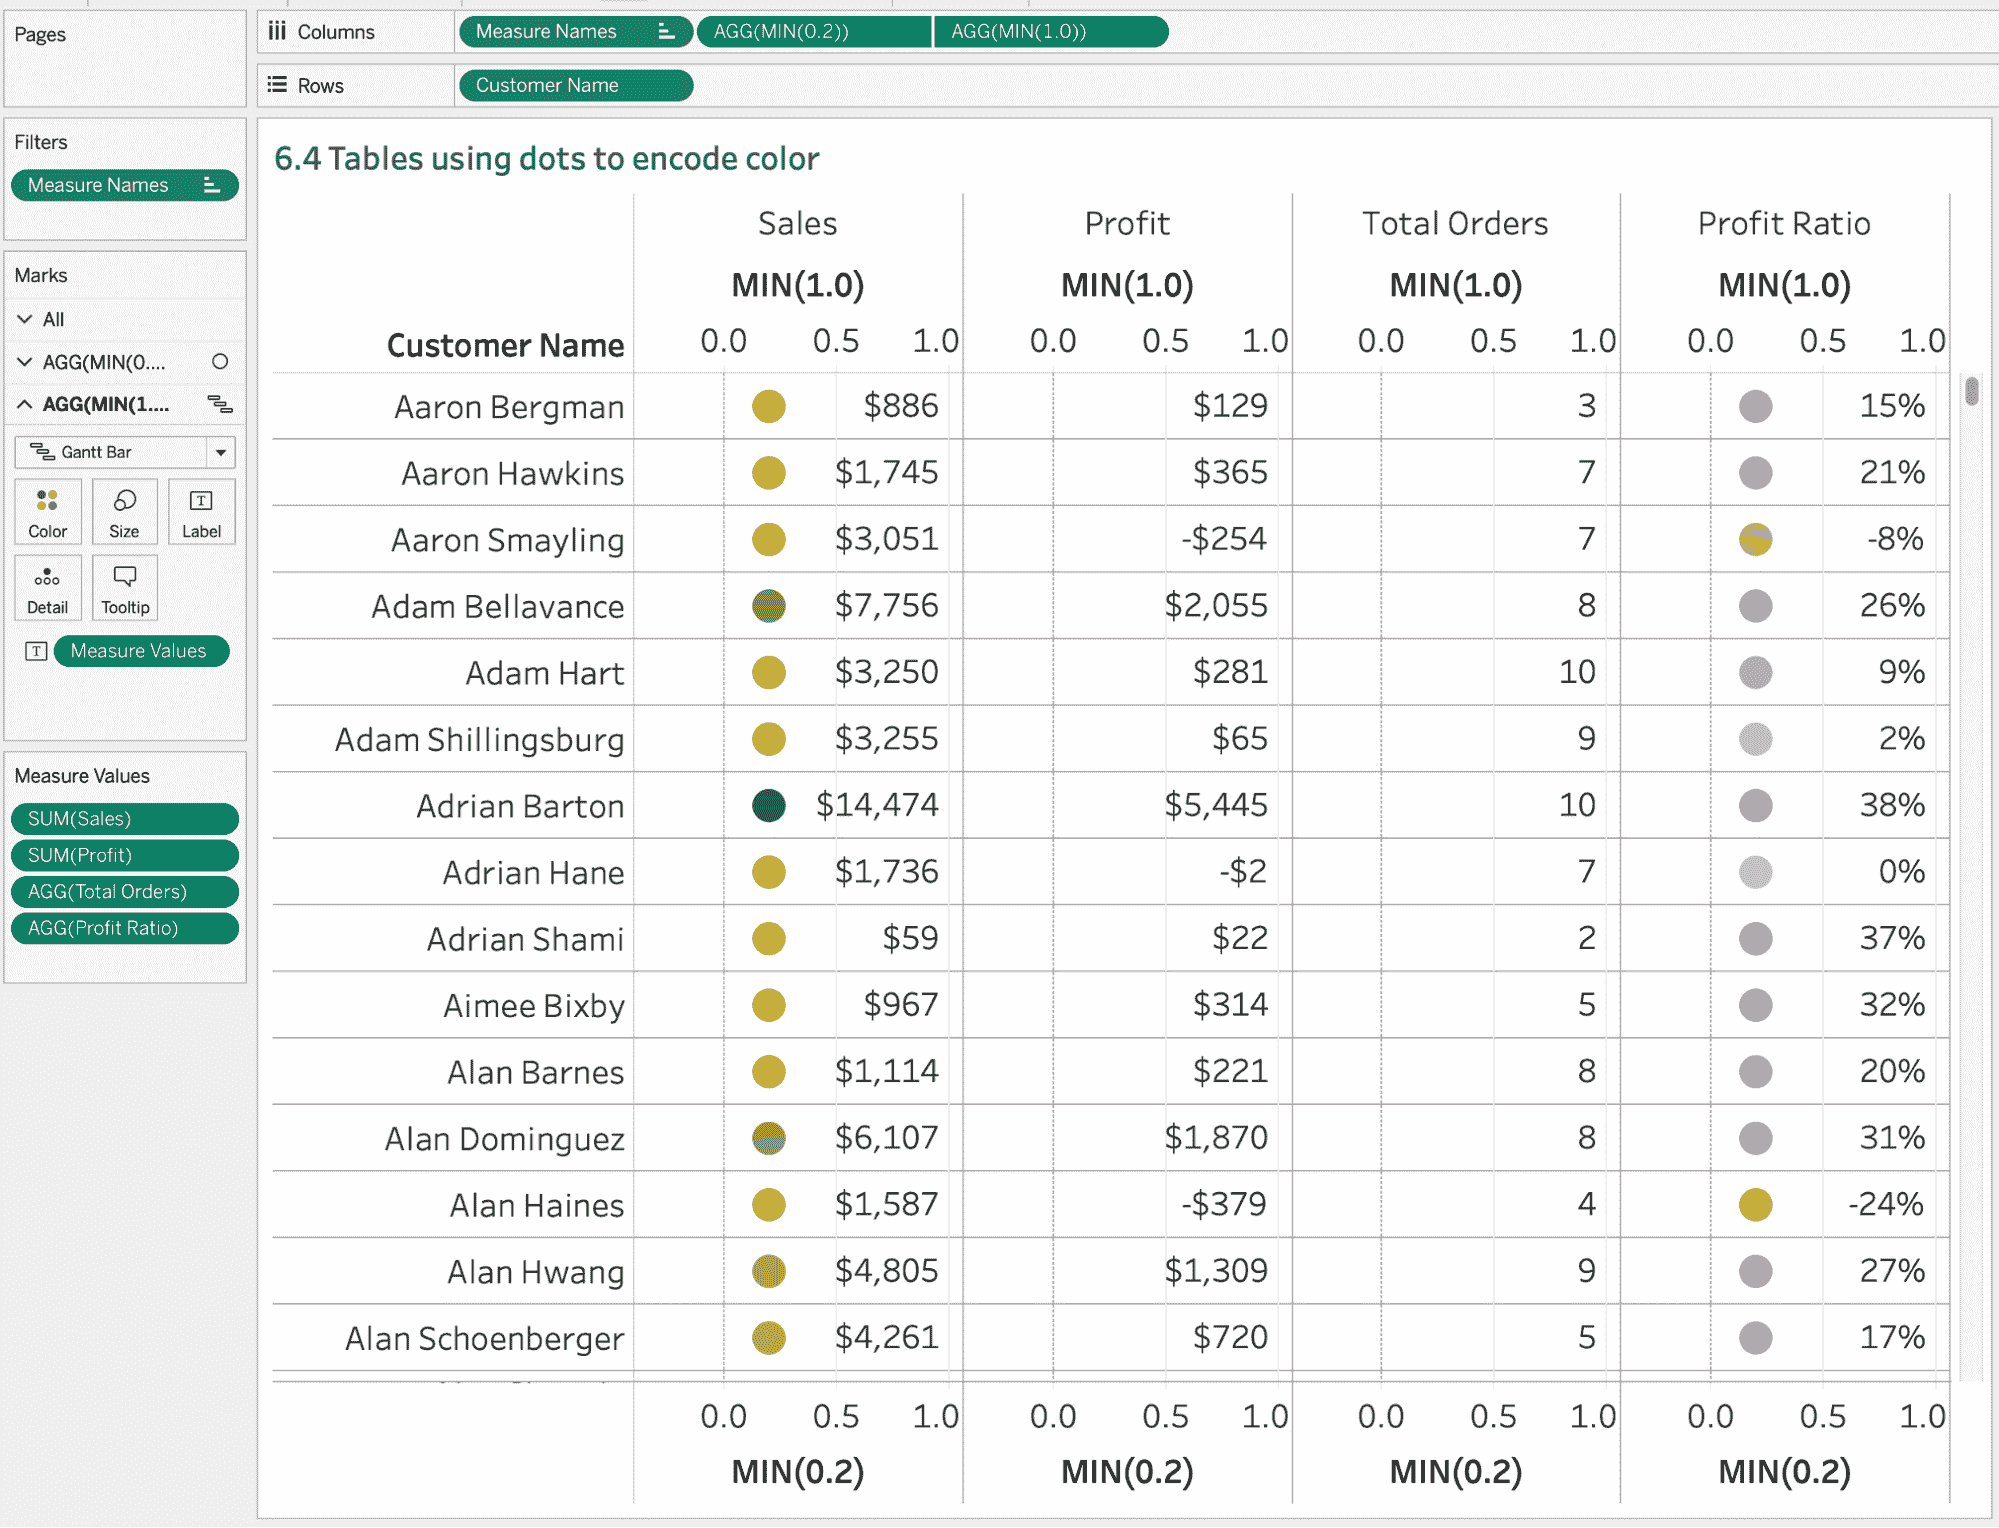 Pages
Columns
Measure Names
AGG(MIN(0.2))
AGG(MIN(1.0))
Rows
Customer Name
Filters
Measure Names
Marks
All
AGG(MIN(0....
AGG(MIN(1....
Gantt Bar
Color
Size
T
Label
Detail
Tooltip
T
Measure Values
Measure Values
SUM(Sales)
SUM(Profit)
AGG(Total Orders)
AGG(Profit Ratio)
6.4 Tables using dots to encode color
Sales Profit Total Orders Profit Ratio
MIN(1.0) MIN(1.0) MIN(1.0) MIN(1.0)
Customer Name 0.0 0.5 1.0 0.0 0.5 1.0 0.0 0.5 1.0 0.0 0.5 1.0
Aaron Bergman $886 $129 3 15%
Aaron Hawkins $1,745 $365 7 21%
Aaron Smayling $3,051 -$254 7 -8%
Adam Bellavance $7,756 $2,055 8 26%
Adam Hart $3,250 $281 10 9%
Adam Shillingsburg $3,255 $65 9 2%
Adrian Barton $14,474 $5,445 10 38%
Adrian Hane $1,736 -$2 7 0%
Adrian Shami $59 $22 2 37%
Aimee Bixby $967 $314 5 32%
Alan Barnes $1,114 $221 8 20%
Alan Dominguez $6,107 $1,870 8 31%
Alan Haines $1,587 -$379 4 -24%
Alan Hwang $4,805 $1,309 9 27%
Alan Schoenberger $4,261 $720 5 17%
0.0 0.5 1.0 0.0 0.5 1.0 0.0 0.5 1.0 0.0 0.5 1.0
MIN(0.2) MIN(0.2) MIN(0.2) MIN(0.2)